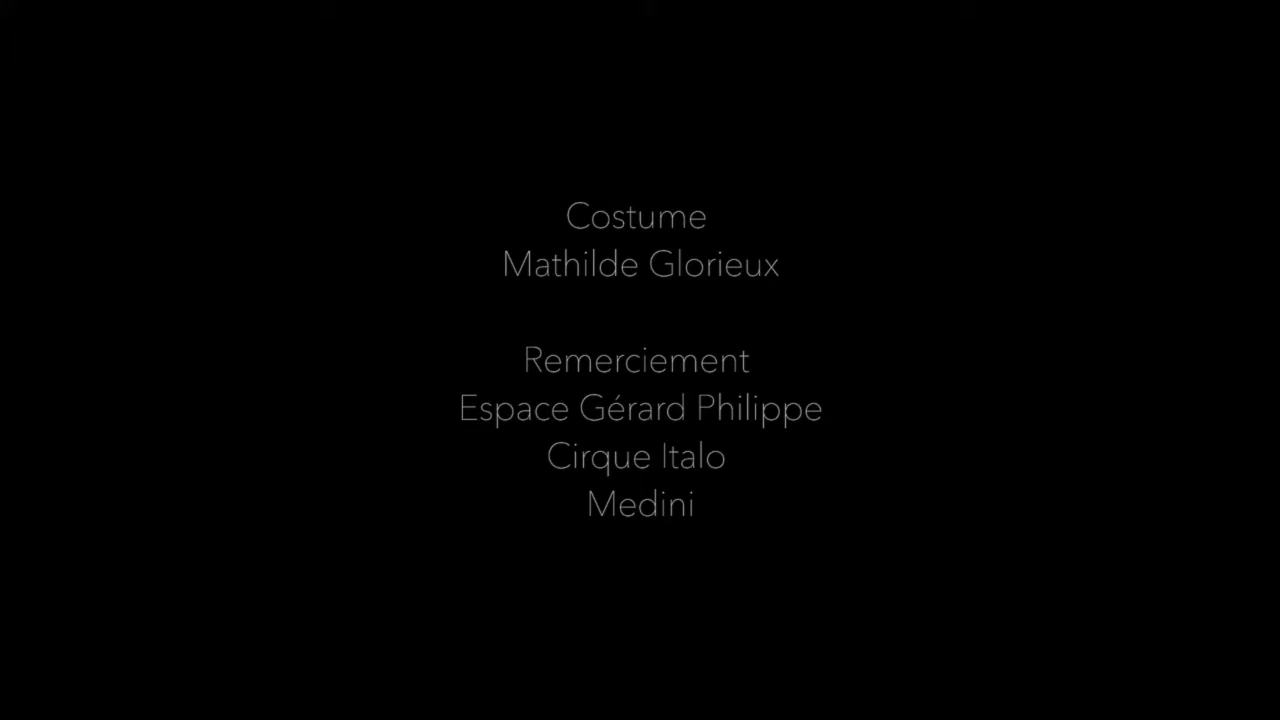 Costume
Mathilde Glorieux
Remerciement
Espace Gérard Philippe
Cirque Italo
Medini